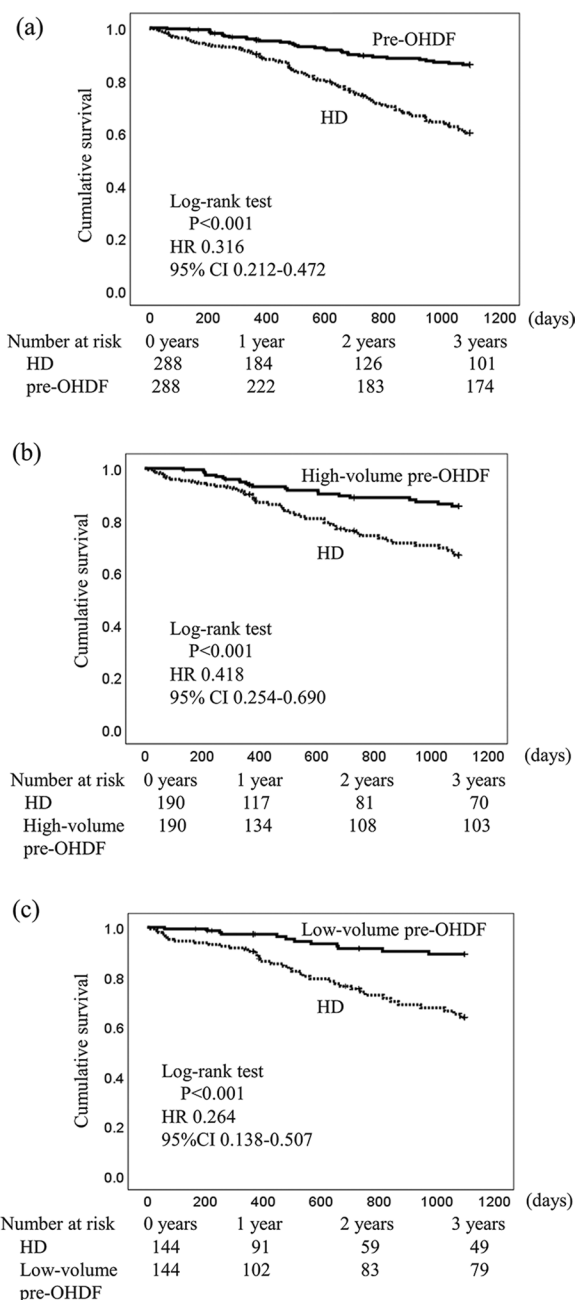 (a)
1.0
0.8
0.6
0.4
0.2
0.0
Cumulative survival
Pre-OHDF
HD
Log-rank test
P<0.001
HR 0.316
95% CI 0.212-0.472
0 200 400 600 800 1000 1200 (days)
Number at risk 0 years 1 year 2 years 3 years
HD 288 184 126 101
pre-OHDF 288 222 183 174
(b)
1.0
0.8
0.6
0.4
0.2
0.0
Cumulative survival
High-volume pre-OHDF
HD
Log-rank test
P<0.001
HR 0.418
95% CI 0.254-0.690
0 200 400 600 800 1000 1200 (days)
Number at risk 0 years 1 year 2 years 3 years
HD 190 117 81 70
High-volume 190 134 108 103
pre-OHDF
(c)
1.0
0.8
0.6
0.4
0.2
0.0
Cumulative survival
Low-volume pre-OHDF
HD
Log-rank test
P<0.001
HR 0.264
95%CI 0.138-0.507
0 200 400 600 800 1000 1200 (days)
Number at risk 0 years 1 year 2 years 3 years
HD 144 91 59 49
Low-volume 144 102 83 79
pre-OHDF